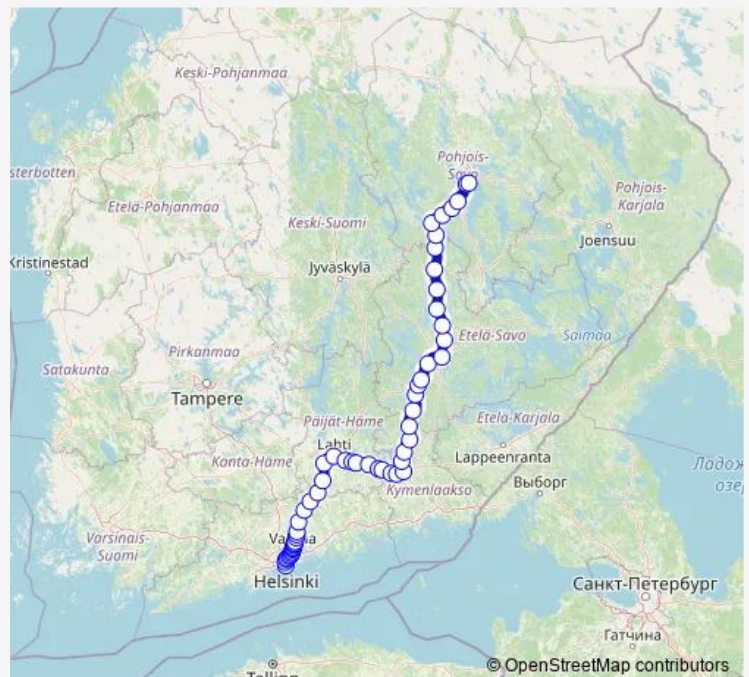 Keski-Pohjanmaa
Pohjois-
Savo
Pohjois-
Karjala
Etelä-Pohjanmaa
Keski-Suomi
Joensuu
Kristinestad
Jyväskylä
Etelä-Savo
Saimaa
Pirkanmaa
Satakunta
Tampere
Päijät-Häme
Etelä-Karjala
Lahti
Kanta-Häme
Lappeenranta
Kymenlaakso
Выборг
Varsinais-
Suomi
Helsinki
Санкт-Петербург
Гатчина
Tallinn
© OpenStreetMap contributors